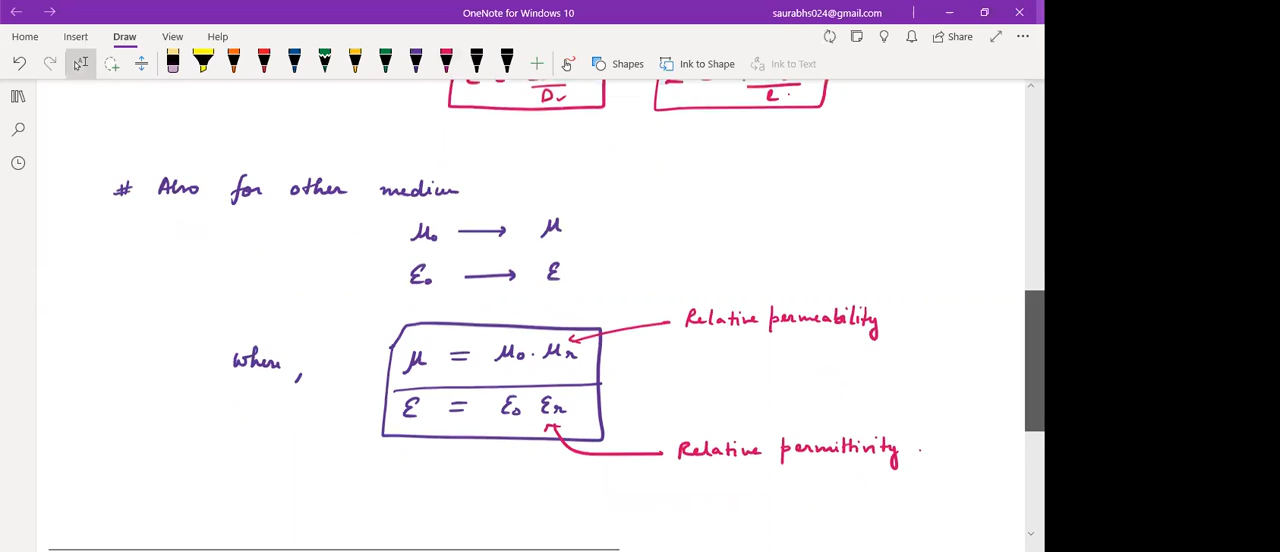 OneNote for Windows 10
saurabhs024@gmail.com
Home Insert Draw View Help
Share
Shapes Ink to Shape Ink to Text
# Also for other medium
μ₀ ⟶ μ
ε₀ ⟶ ε
Relative permeability
where, μ = μ₀ . μr
ε = ε₀ εr
Relative permittivity .